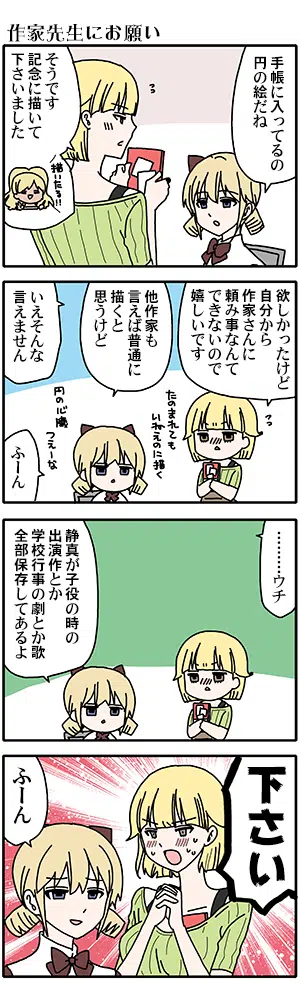 作家先生にお願い
手帳に入ってるの
円の絵だね
そうです
記念に描いて
下さいました
描いたる!!
欲しかったけど
自分から
作家さんに
頼み事なんて
できないので
嬉しいです
他作家も
言えば普通に
描くと
思うけど
たのまれても
いねえのに描く
円の心臓
つえーな
いえそんな
言えません
ふーん
…………ウチ
静真が子役の時の
出演作とか
学校行事の劇とか歌
全部保存してあるよ
下さい
ふーん